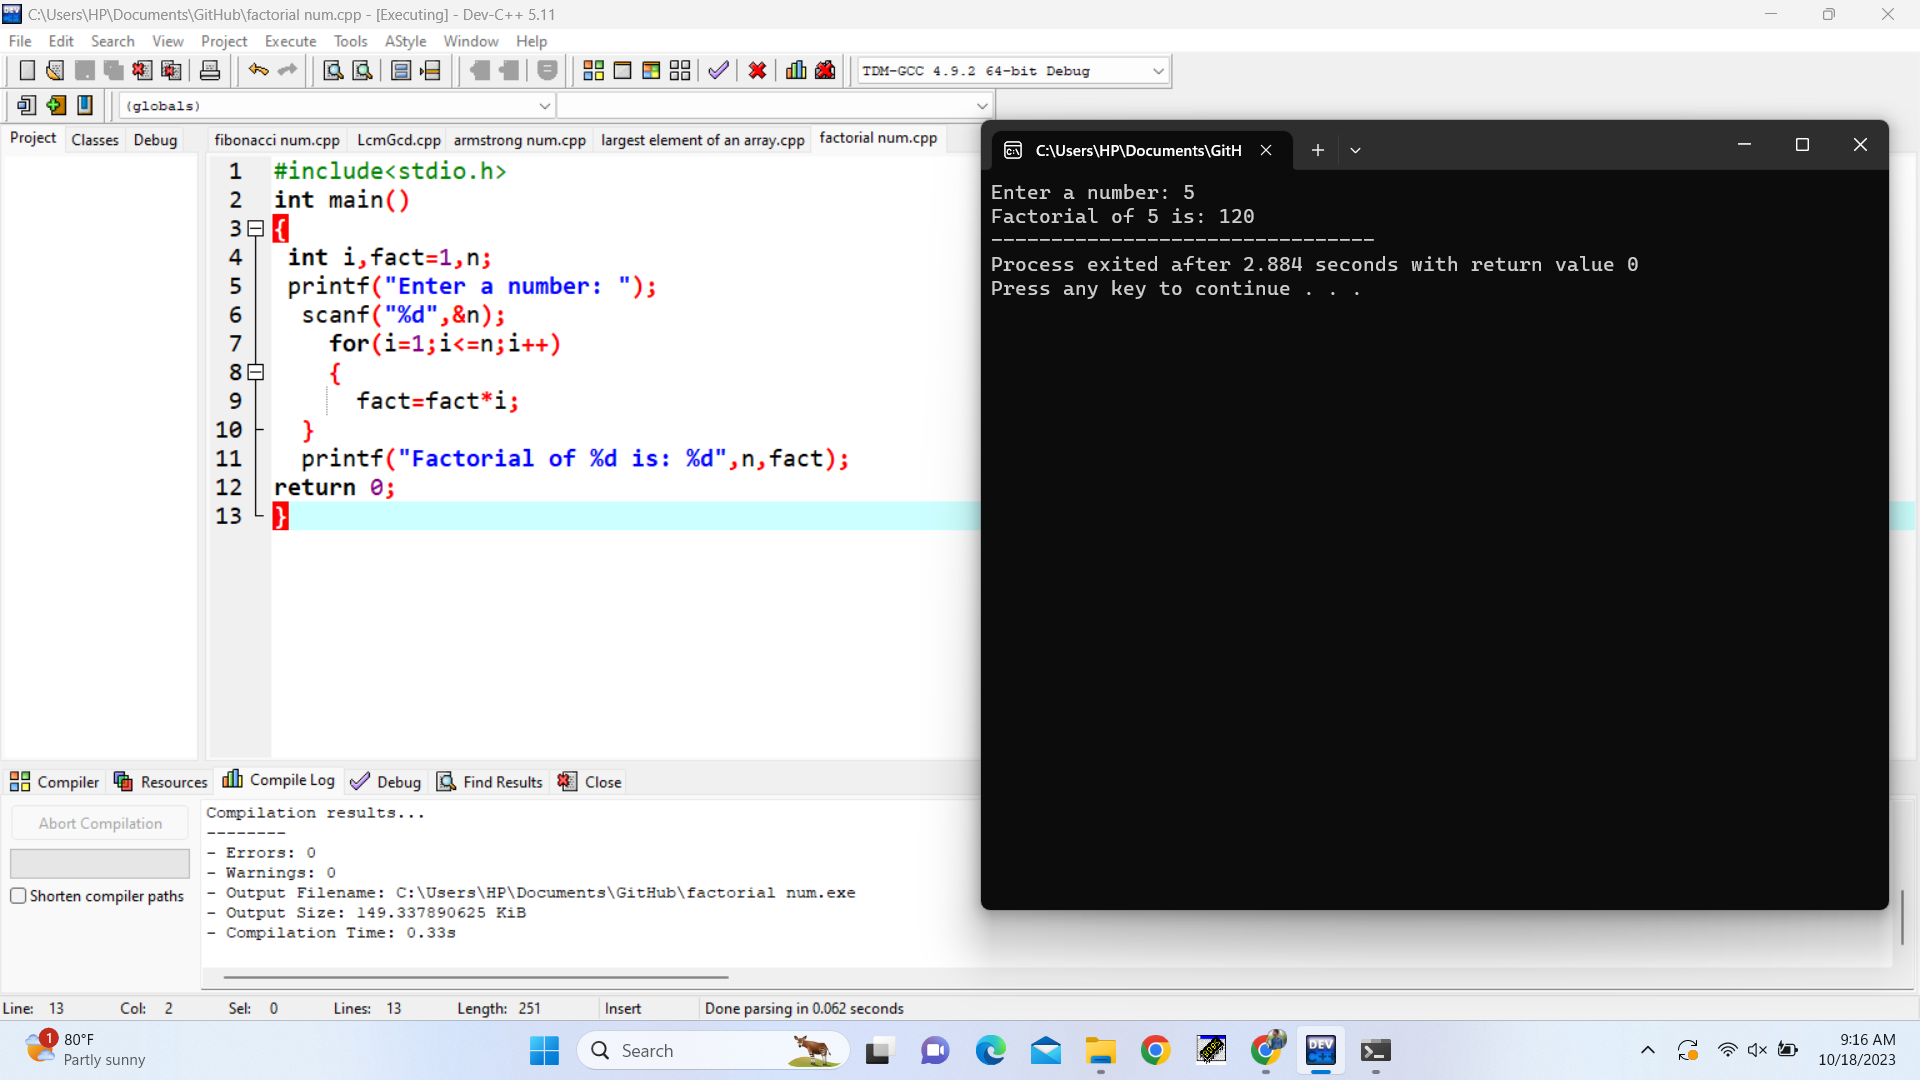 C:\Users\HP\Documents\GitHub\factorial num.cpp - [Executing] - Dev-C++ 5.11
File Edit Search View Project Execute Tools AStyle Window Help
TDM-GCC 4.9.2 64-bit Debug
(globals)
Project Classes Debug
fibonacci num.cpp LcmGcd.cpp armstrong num.cpp largest element of an array.cpp factorial num.cpp
1 #include<stdio.h>
2 int main()
3 {
4 int i,fact=1,n;
5 printf("Enter a number: ");
6 scanf("%d",&n);
7 for(i=1;i<=n;i++)
8 {
9 fact=fact*i;
10 }
11 printf("Factorial of %d is: %d",n,fact);
12 return 0;
13 }
C:\Users\HP\Documents\GitH
Enter a number: 5
Factorial of 5 is: 120
--------------------------------
Process exited after 2.884 seconds with return value 0
Press any key to continue . . .
Compiler Resources Compile Log Debug Find Results Close
Abort Compilation
Shorten compiler paths
Compilation results...
--------
- Errors: 0
- Warnings: 0
- Output Filename: C:\Users\HP\Documents\GitHub\factorial num.exe
- Output Size: 149.337890625 KiB
- Compilation Time: 0.33s
Line: 13 Col: 2 Sel: 0 Lines: 13 Length: 251 Insert Done parsing in 0.062 seconds
1
80°F
Partly sunny
Search
DEV
C++
9:16 AM
10/18/2023